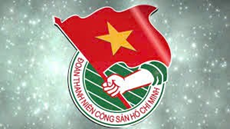 ĐOÀN THANH NIÊN CỘNG SẢN HỒ CHÍ MINH